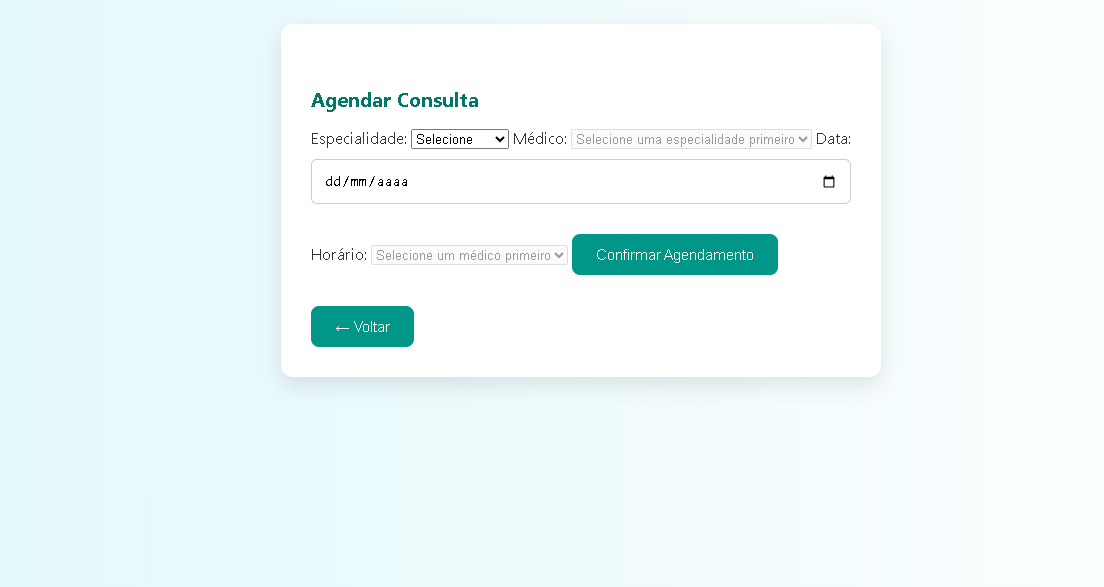 Agendar Consulta
Especialidade: Selecione Médico: Selecione uma especialidade primeiro Data:
dd/mm/aaaa
Horário: Selecione um médico primeiro Confirmar Agendamento
← Voltar